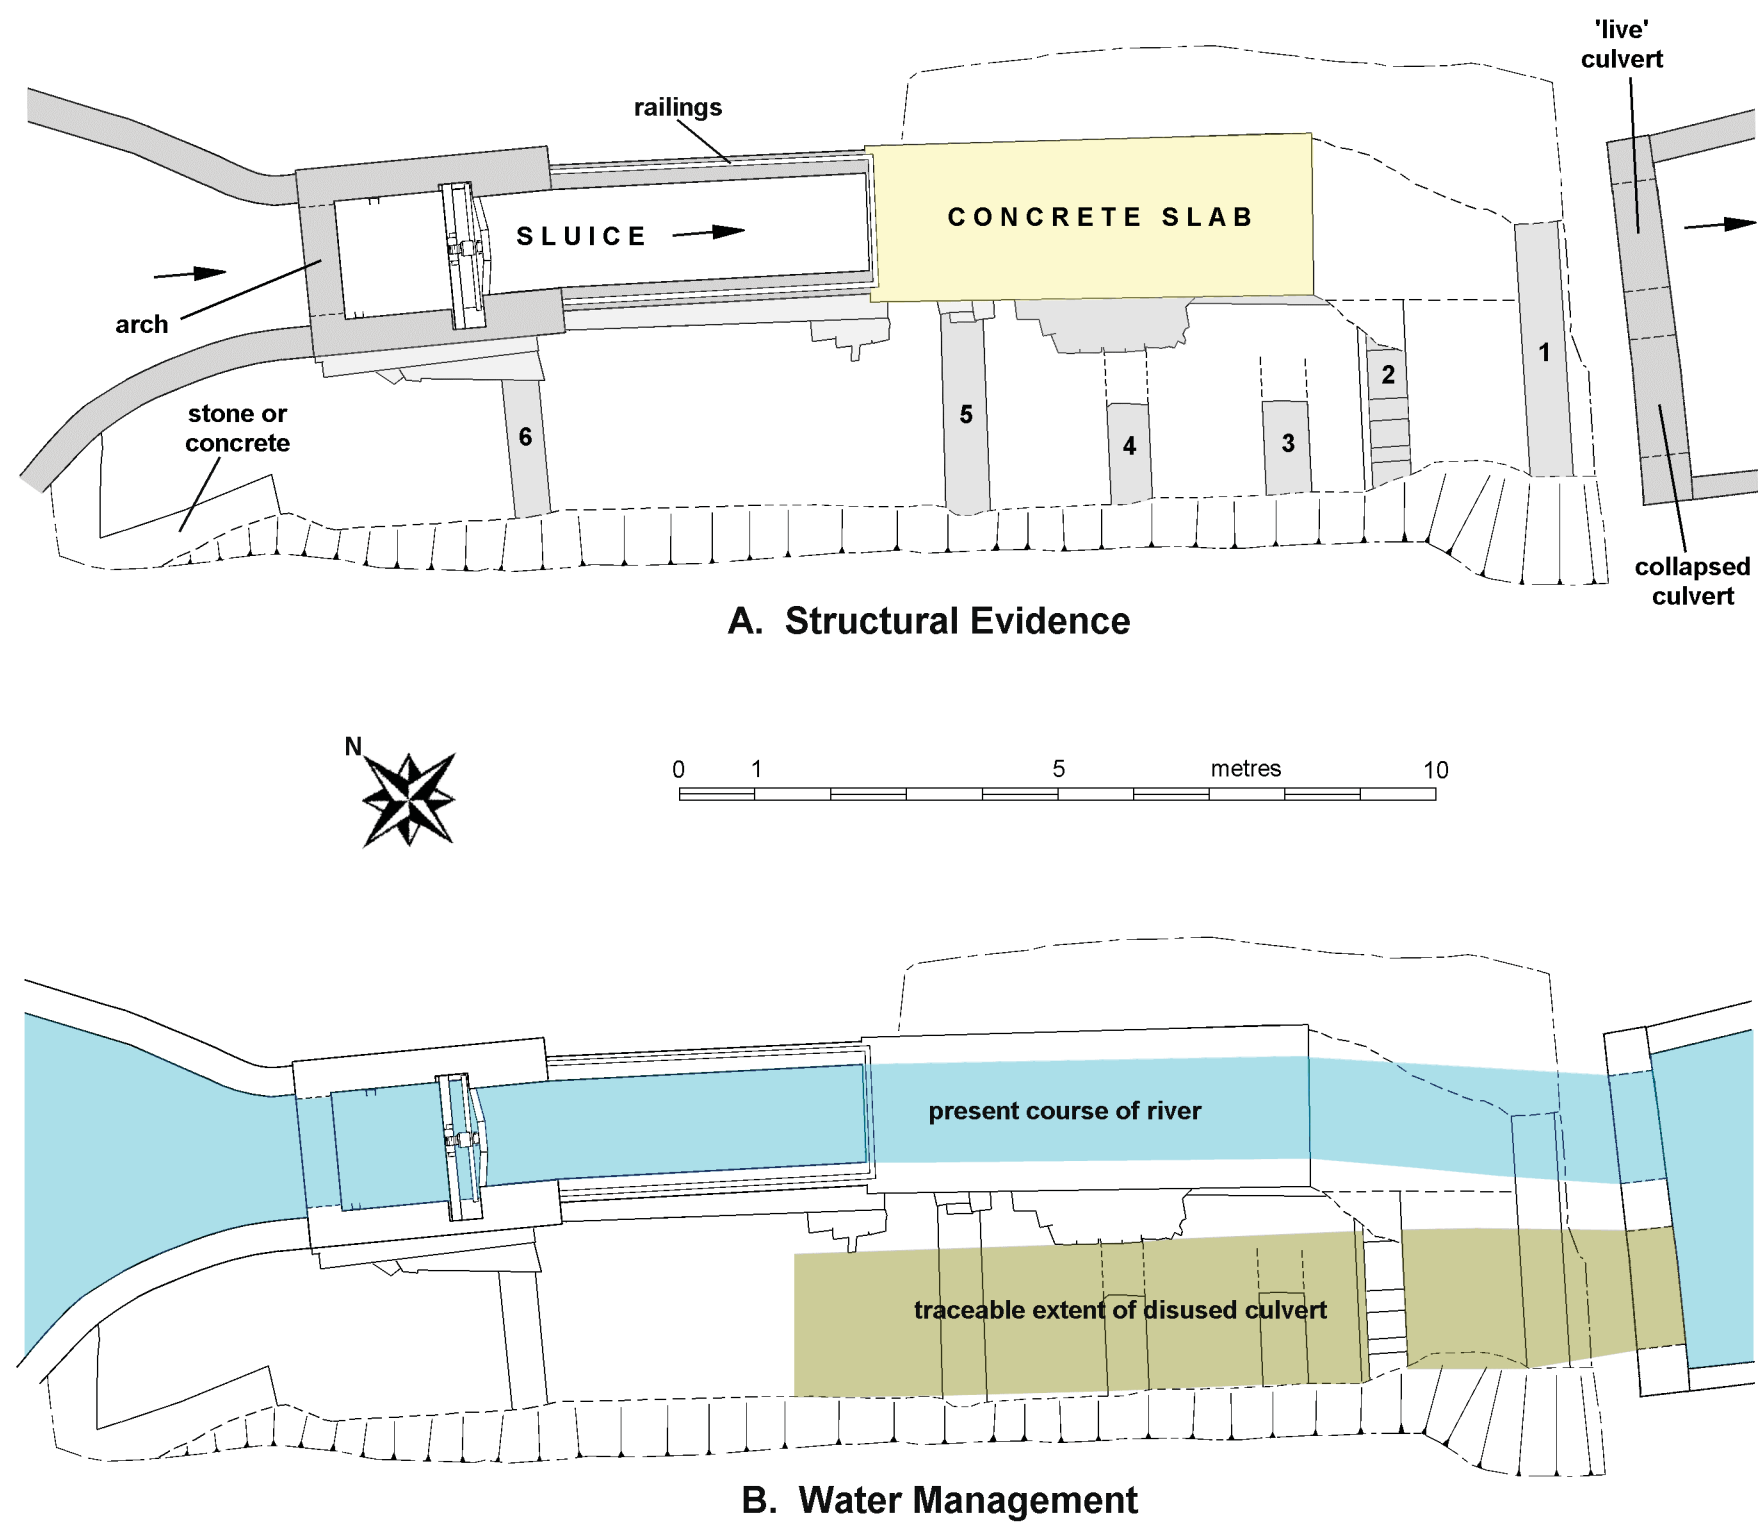 'live'
culvert
railings
CONCRETE SLAB
SLUICE
arch
1
2
stone or
concrete
5
6
4
3
collapsed
culvert
A. Structural Evidence
N
0 1 5 metres 10
present course of river
traceable extent of disused culvert
B. Water Management